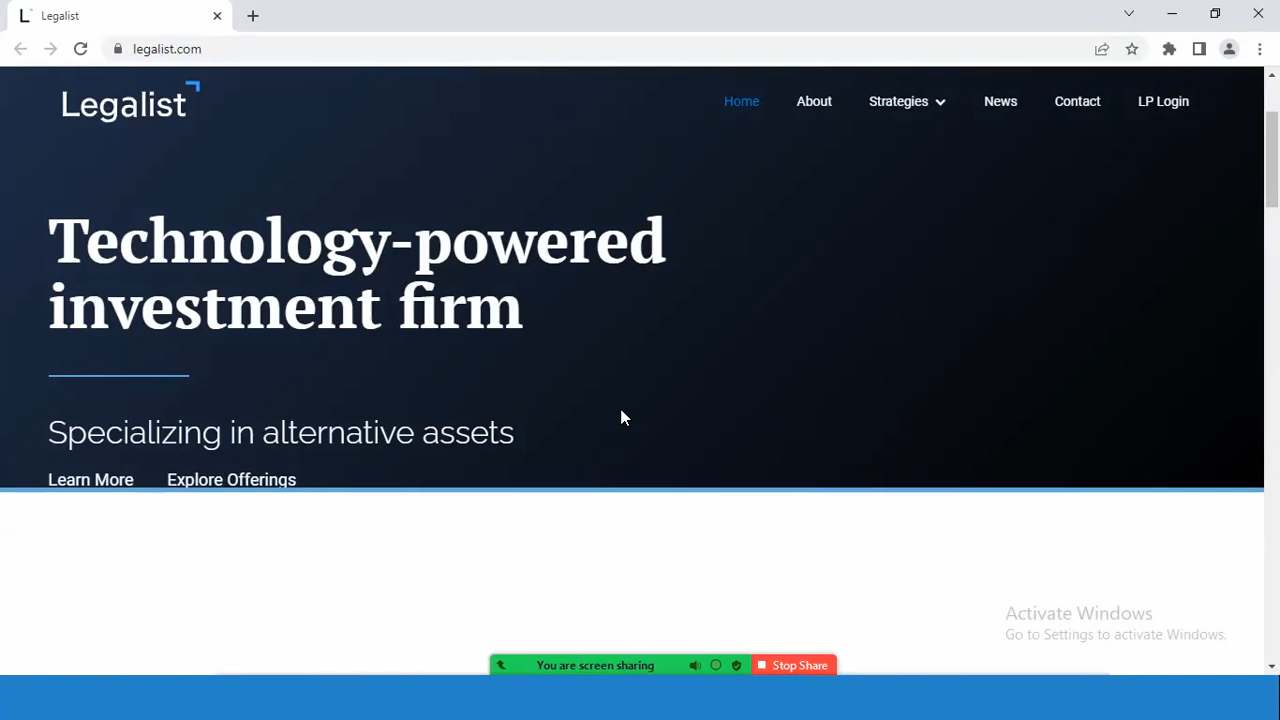 Legalist
legalist.com
Legalist
Home About Strategies News Contact LP Login
Technology-powered
investment firm
Specializing in alternative assets
Learn More Explore Offerings
Activate Windows
Go to Settings to activate Windows.
You are screen sharing Stop Share